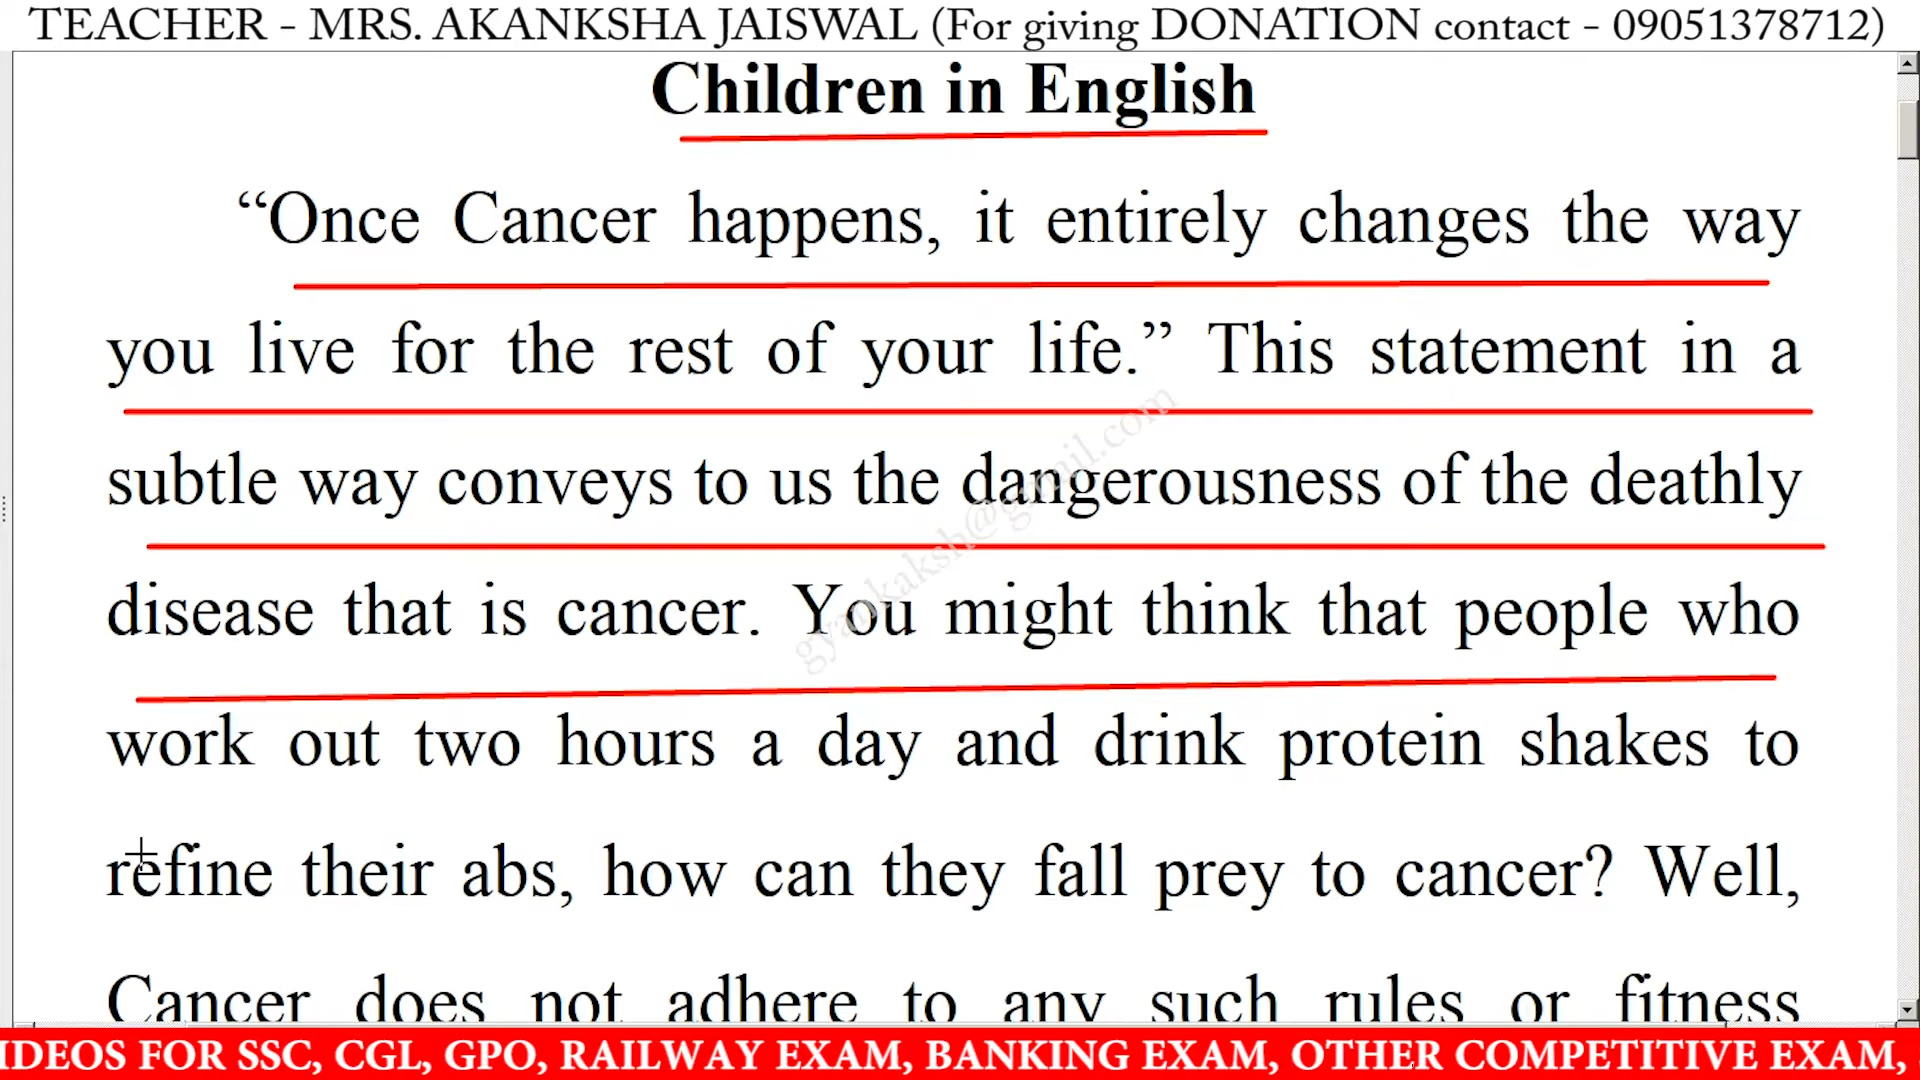 TEACHER - MRS. AKANKSHA JAISWAL (For giving DONATION contact - 09051378712)
Children in English
“Once Cancer happens, it entirely changes the way
you live for the rest of your life.” This statement in a
subtle way conveys to us the dangerousness of the deathly
disease that is cancer. You might think that people who
work out two hours a day and drink protein shakes to
refine their abs, how can they fall prey to cancer? Well,
Cancer does not adhere to any such rules or fitness
gyankaksh@gmail.com
IDEOS FOR SSC, CGL, GPO, RAILWAY EXAM, BANKING EXAM, OTHER COMPETITIVE EXAM,